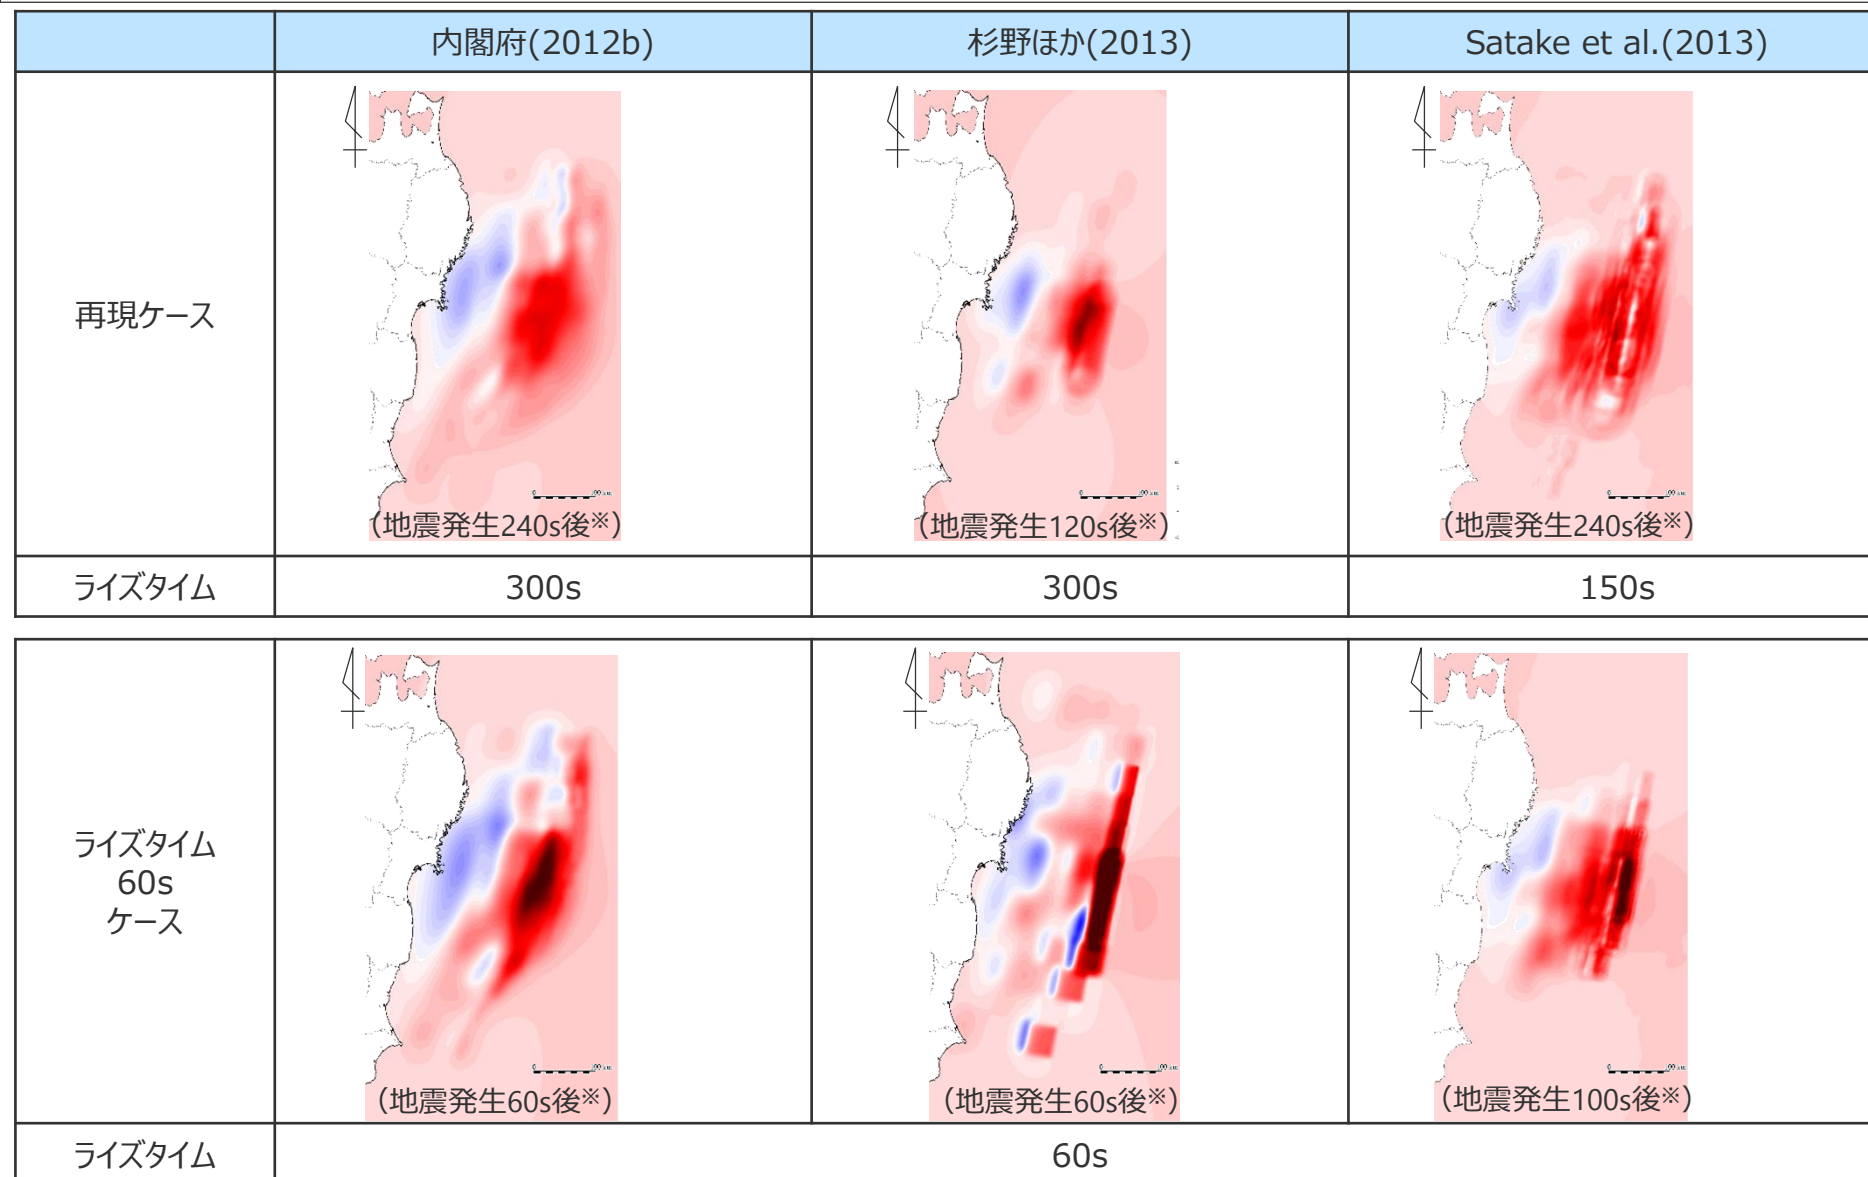 内閣府(2012b)
杉野ほか(2013)
Satake et al.(2013)
再現ケース
(地震発生240s後※)
(地震発生120s後※)
(地震発生240s後※)
ライズタイム
300s
300s
150s
ライズタイム
60s
ケース
(地震発生60s後※)
(地震発生60s後※)
(地震発生100s後※)
ライズタイム
60s